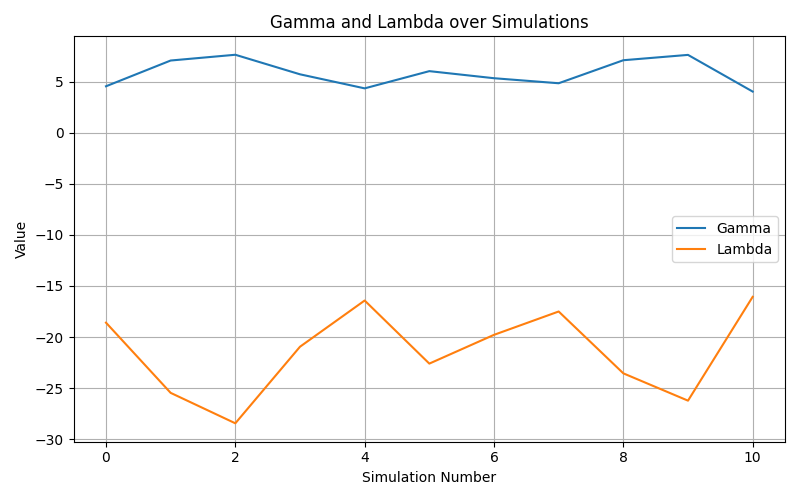 Gamma and Lambda over Simulations
5
0
−5
−10
−15
−20
−25
−30
Value
Gamma
Lambda
0 2 4 6 8 10
Simulation Number